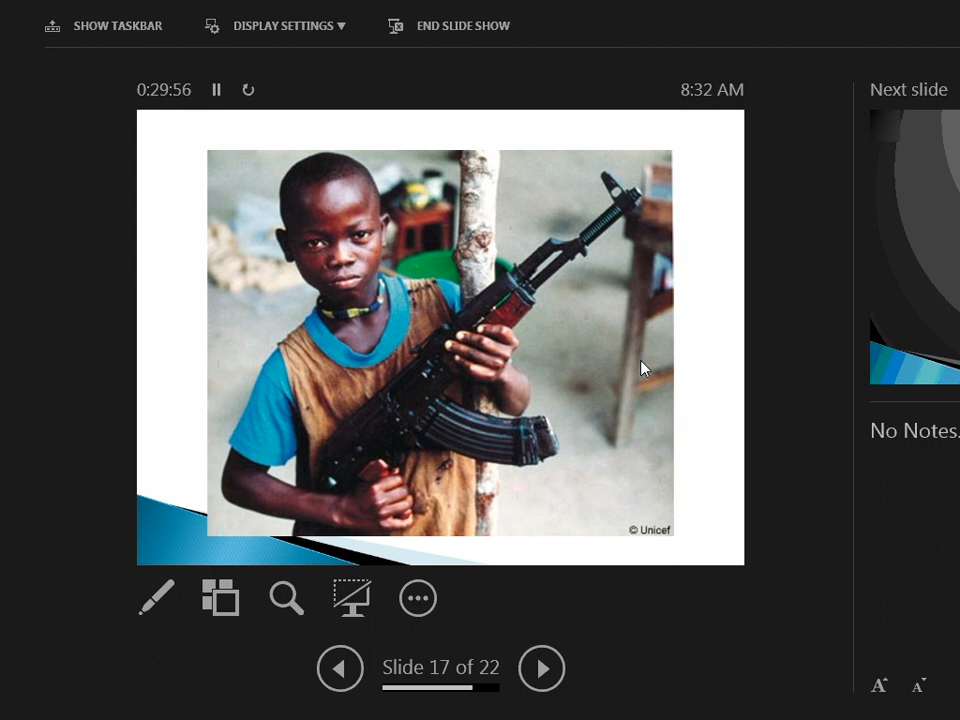 SHOW TASKBAR
DISPLAY SETTINGS ▼
END SLIDE SHOW
0:29:56
8:32 AM
Next slide
© Unicef
No Notes.
Slide 17 of 22
A A